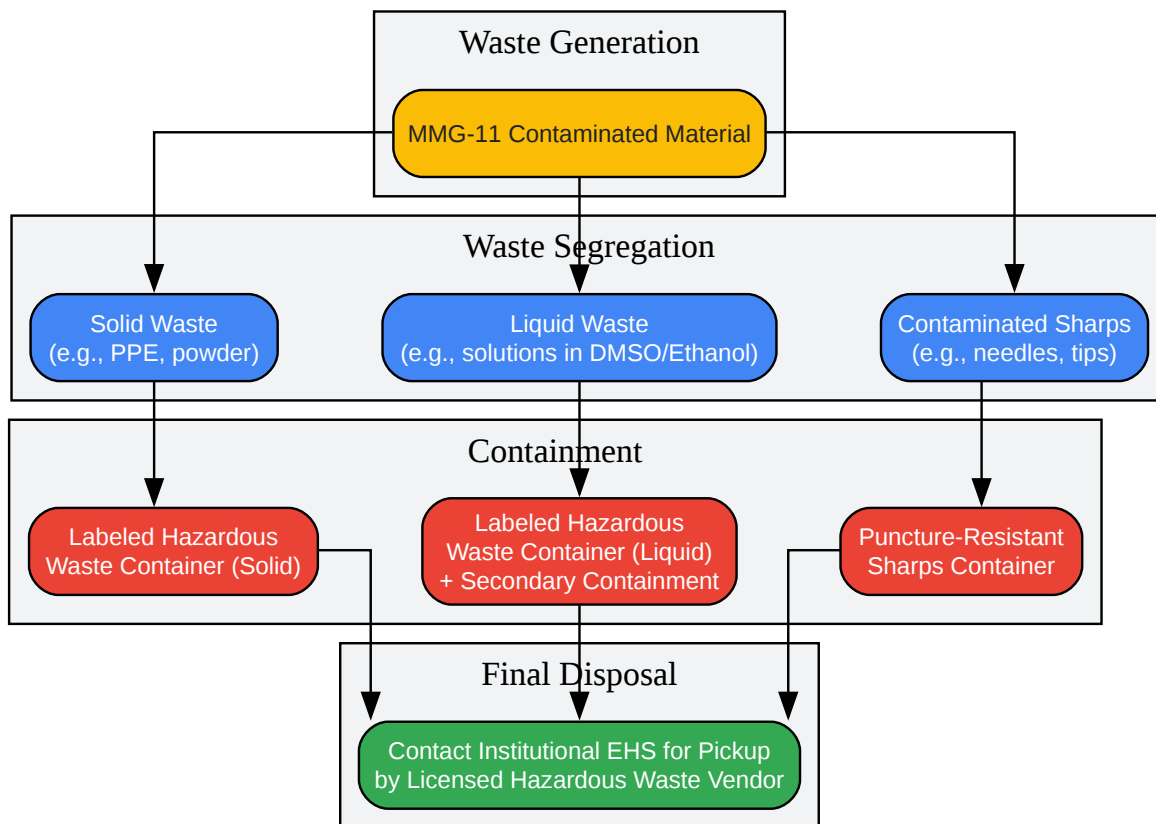 Waste Generation
MMG-11 Contaminated Material
Waste Segregation
Solid Waste
(e.g., PPE, powder)
Liquid Waste
(e.g., solutions in DMSO/Ethanol)
Contaminated Sharps
(e.g., needles, tips)
Containment
Labeled Hazardous
Waste Container (Solid)
Labeled Hazardous
Waste Container (Liquid)
+ Secondary Containment
Puncture-Resistant
Sharps Container
Final Disposal
Contact Institutional EHS for Pickup
by Licensed Hazardous Waste Vendor